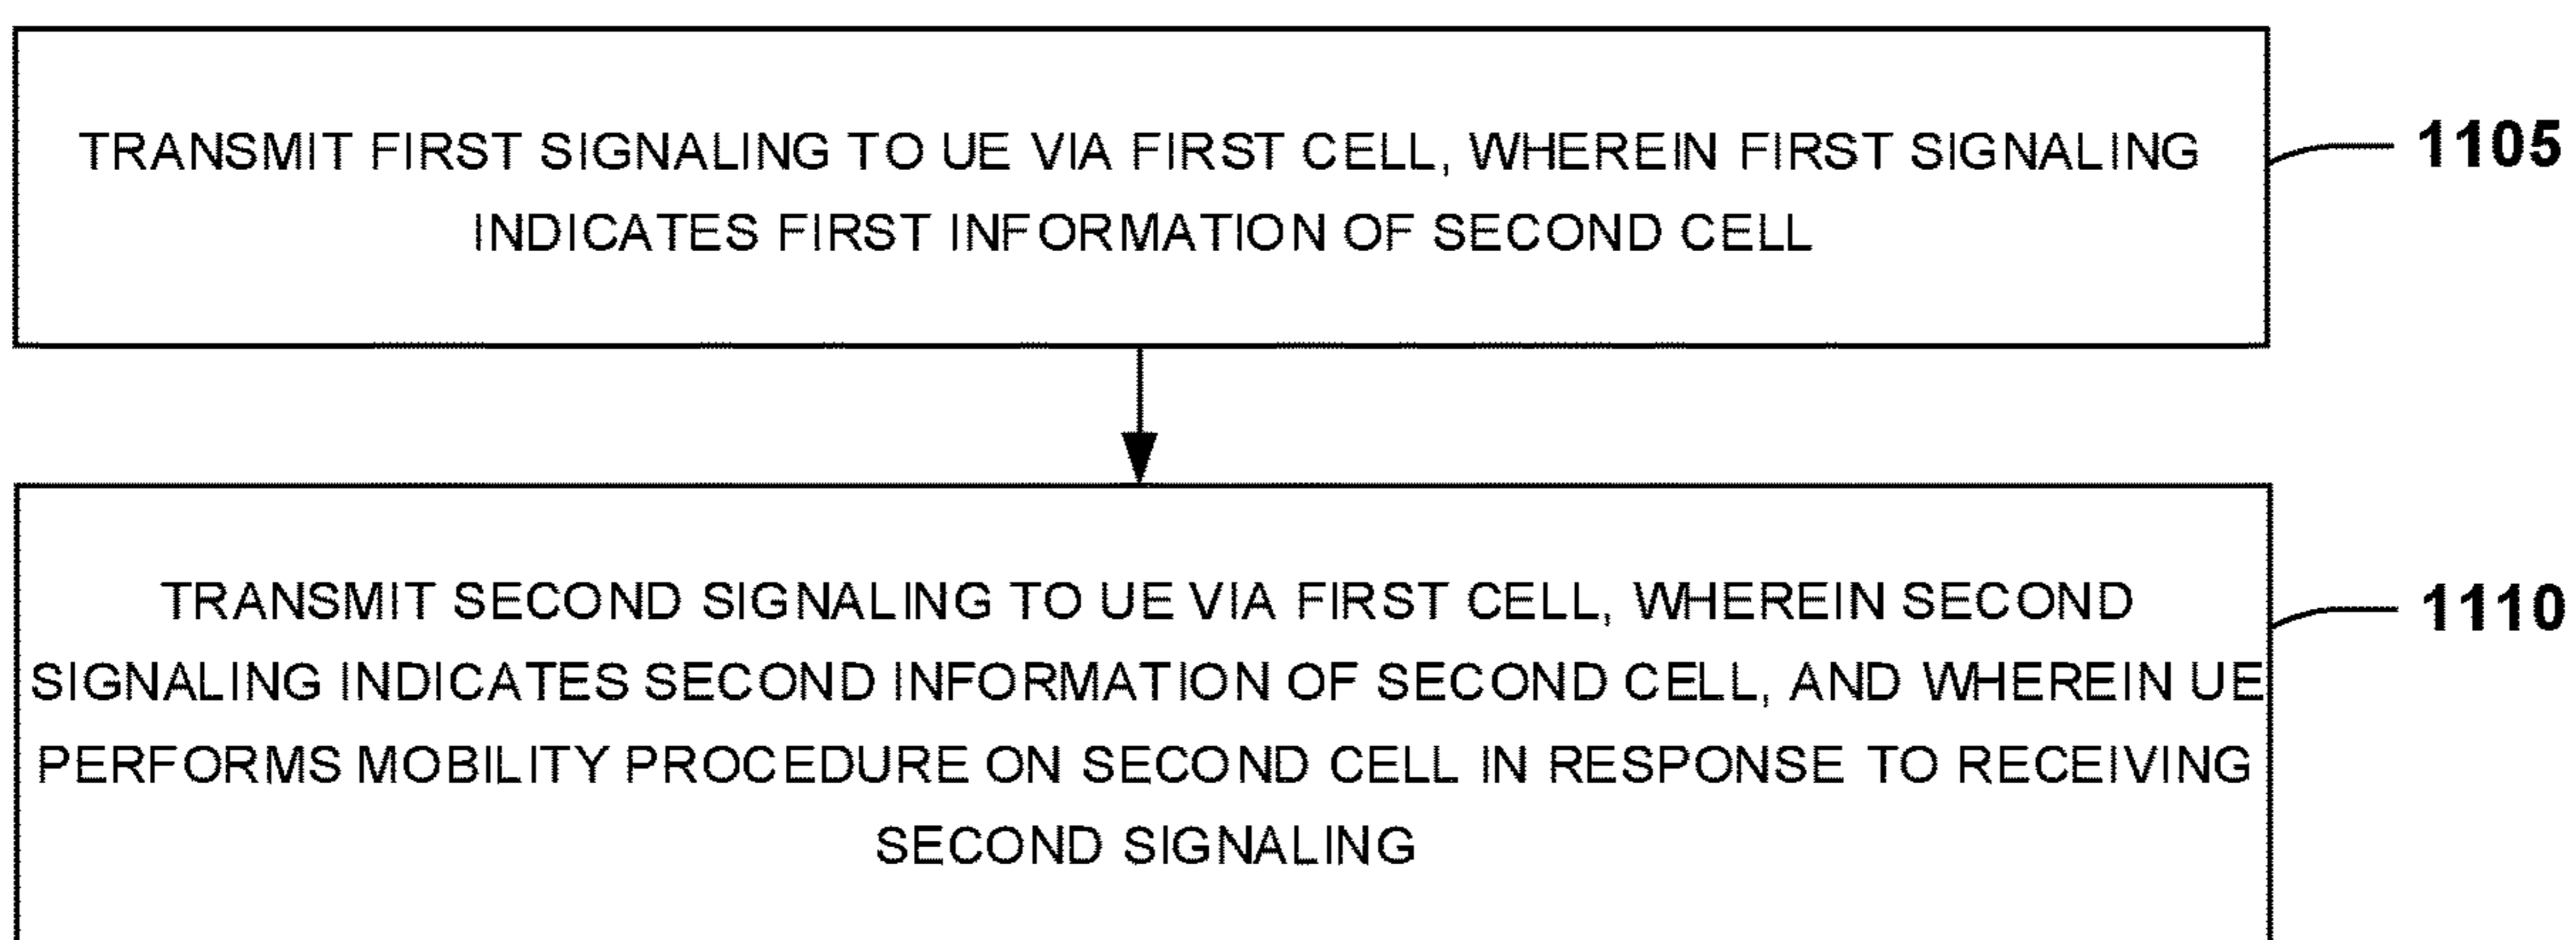 TRANSMIT FIRST SIGNALING TO UE VIA FIRST CELL, WHEREIN FIRST SIGNALING
INDICATES FIRST INFORMATION OF SECOND CELL
1105
TRANSMIT SECOND SIGNALING TO UE VIA FIRST CELL, WHEREIN SECOND
SIGNALING INDICATES SECOND INFORMATION OF SECOND CELL, AND WHEREIN UE
PERFORMS MOBILITY PROCEDURE ON SECOND CELL IN RESPONSE TO RECEIVING
SECOND SIGNALING
1110